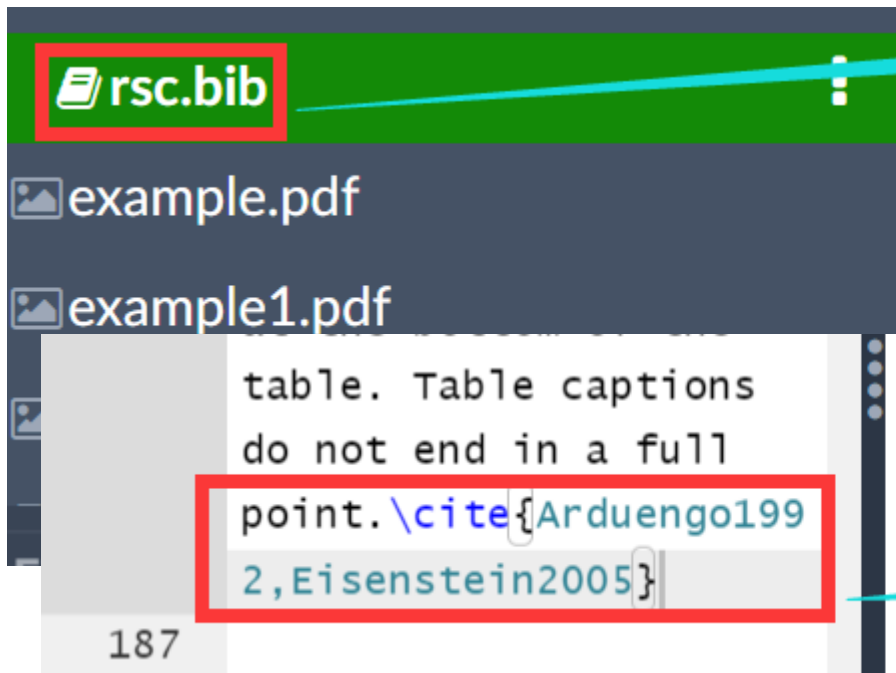 rsc.bib
example.pdf
example1.pdf
table. Table captions
do not end in a full
point.\cite{Arduengo199
2,Eisenstein2005}
187